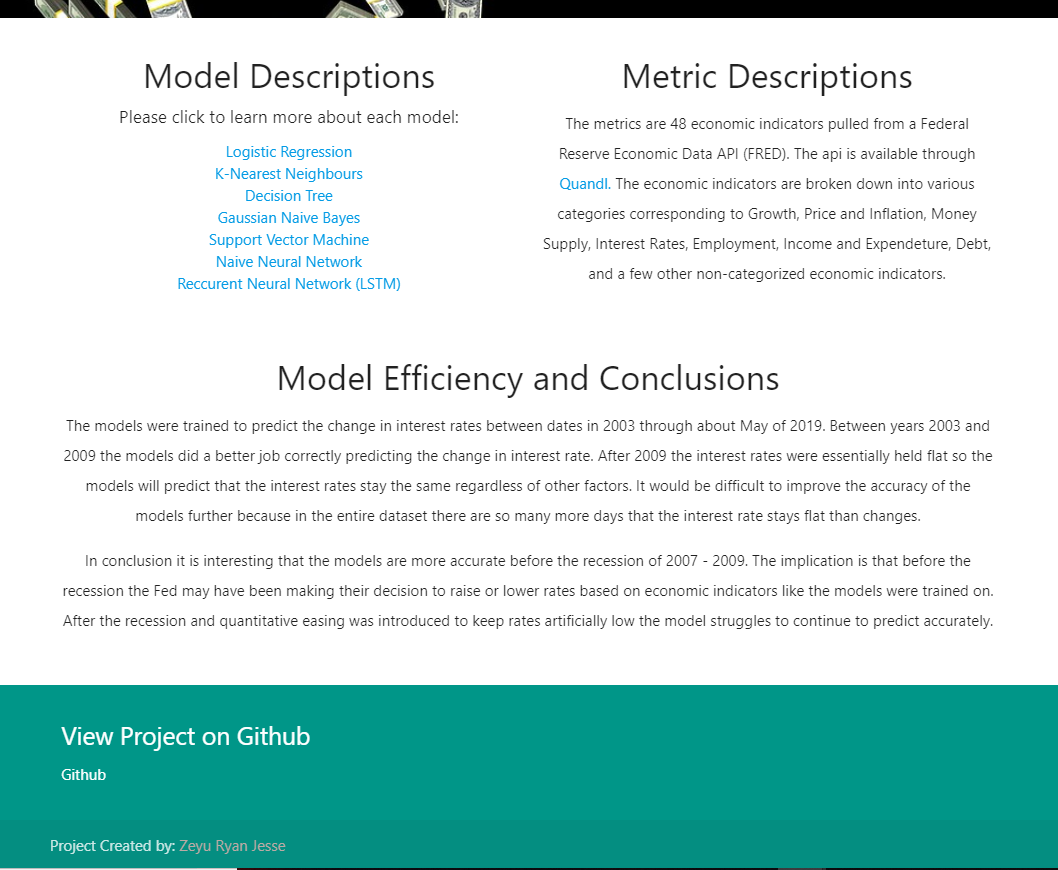 Model Descriptions
Please click to learn more about each model:
Logistic Regression
K-Nearest Neighbours
Decision Tree
Gaussian Naive Bayes
Support Vector Machine
Naive Neural Network
Reccurent Neural Network (LSTM)
Metric Descriptions
The metrics are 48 economic indicators pulled from a Federal
Reserve Economic Data API (FRED). The api is available through
Quandl. The economic indicators are broken down into various
categories corresponding to Growth, Price and Inflation, Money
Supply, Interest Rates, Employment, Income and Expendeture, Debt,
and a few other non-categorized economic indicators.
Model Efficiency and Conclusions
The models were trained to predict the change in interest rates between dates in 2003 through about May of 2019. Between years 2003 and
2009 the models did a better job correctly predicting the change in interest rate. After 2009 the interest rates were essentially held flat so the
models will predict that the interest rates stay the same regardless of other factors. It would be difficult to improve the accuracy of the
models further because in the entire dataset there are so many more days that the interest rate stays flat than changes.
In conclusion it is interesting that the models are more accurate before the recession of 2007 - 2009. The implication is that before the
recession the Fed may have been making their decision to raise or lower rates based on economic indicators like the models were trained on.
After the recession and quantitative easing was introduced to keep rates artificially low the model struggles to continue to predict accurately.
View Project on Github
Github
Project Created by: Zeyu Ryan Jesse